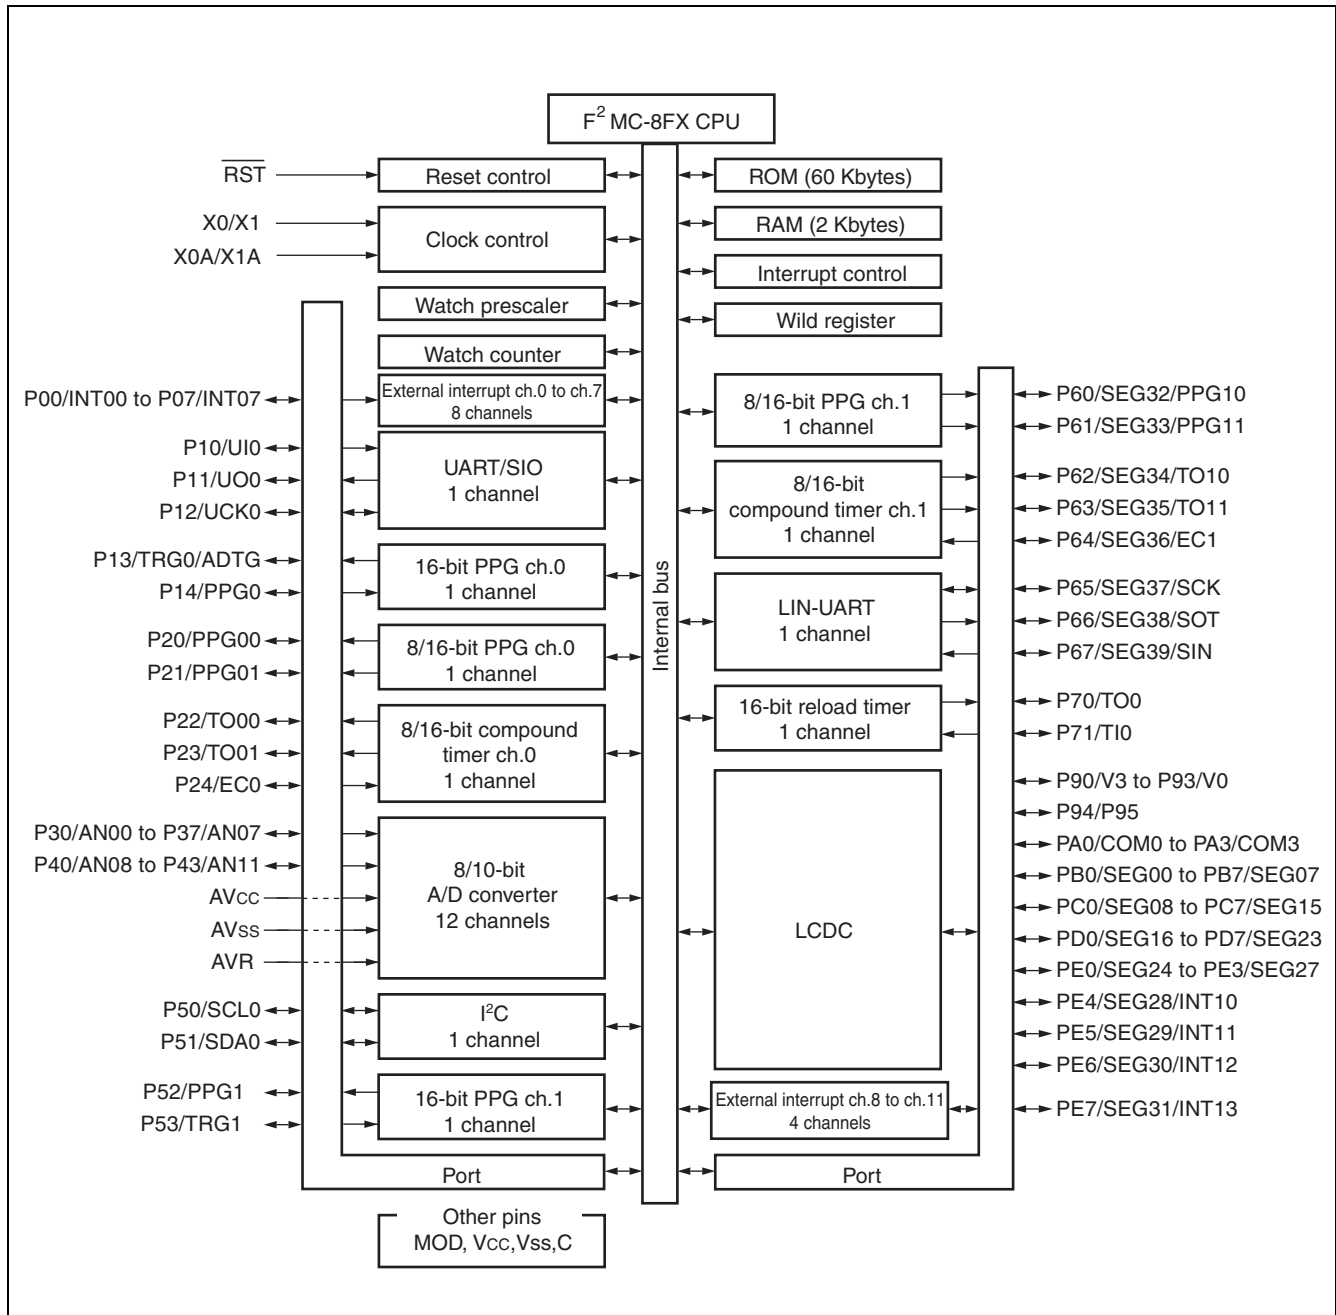 F² MC-8FX CPU
RST
Reset control
ROM (60 Kbytes)
X0/X1
X0A/X1A
Clock control
RAM (2 Kbytes)
Interrupt control
Watch prescaler
Wild register
Watch counter
P00/INT00 to P07/INT07
External interrupt ch.0 to ch.7
8 channels
P10/UI0
P11/UO0
P12/UCK0
UART/SIO
1 channel
P13/TRG0/ADTG
P14/PPG0
16-bit PPG ch.0
1 channel
P20/PPG00
P21/PPG01
8/16-bit PPG ch.0
1 channel
P22/TO00
P23/TO01
P24/EC0
8/16-bit compound
timer ch.0
1 channel
P30/AN00 to P37/AN07
P40/AN08 to P43/AN11
AVCC
AVSS
AVR
8/10-bit
A/D converter
12 channels
P50/SCL0
P51/SDA0
I²C
1 channel
P52/PPG1
P53/TRG1
16-bit PPG ch.1
1 channel
Port
Internal bus
8/16-bit PPG ch.1
1 channel
P60/SEG32/PPG10
P61/SEG33/PPG11
8/16-bit
compound timer ch.1
1 channel
P62/SEG34/TO10
P63/SEG35/TO11
P64/SEG36/EC1
LIN-UART
1 channel
P65/SEG37/SCK
P66/SEG38/SOT
P67/SEG39/SIN
16-bit reload timer
1 channel
P70/TO0
P71/TI0
LCDC
P90/V3 to P93/V0
P94/P95
PA0/COM0 to PA3/COM3
PB0/SEG00 to PB7/SEG07
PC0/SEG08 to PC7/SEG15
PD0/SEG16 to PD7/SEG23
PE0/SEG24 to PE3/SEG27
PE4/SEG28/INT10
PE5/SEG29/INT11
PE6/SEG30/INT12
External interrupt ch.8 to ch.11
4 channels
PE7/SEG31/INT13
Port
Other pins
MOD, VCC,VSS,C